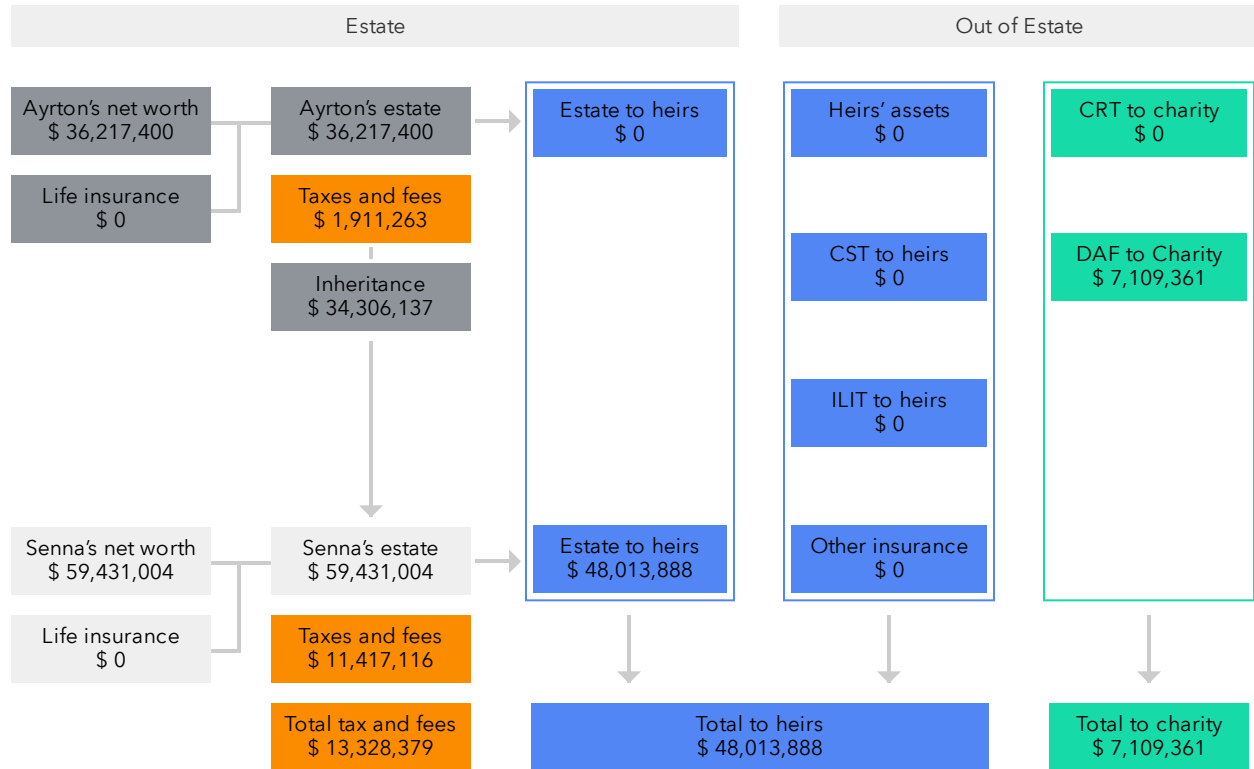 Estate
Out of Estate
Ayrton’s net worth
$ 36,217,400
Ayrton’s estate
$ 36,217,400
Estate to heirs
$ 0
Heirs’ assets
$ 0
CRT to charity
$ 0
Life insurance
$ 0
Taxes and fees
$ 1,911,263
CST to heirs
$ 0
DAF to Charity
$ 7,109,361
Inheritance
$ 34,306,137
ILIT to heirs
$ 0
Senna’s net worth
$ 59,431,004
Senna’s estate
$ 59,431,004
Estate to heirs
$ 48,013,888
Other insurance
$ 0
Life insurance
$ 0
Taxes and fees
$ 11,417,116
Total tax and fees
$ 13,328,379
Total to heirs
$ 48,013,888
Total to charity
$ 7,109,361